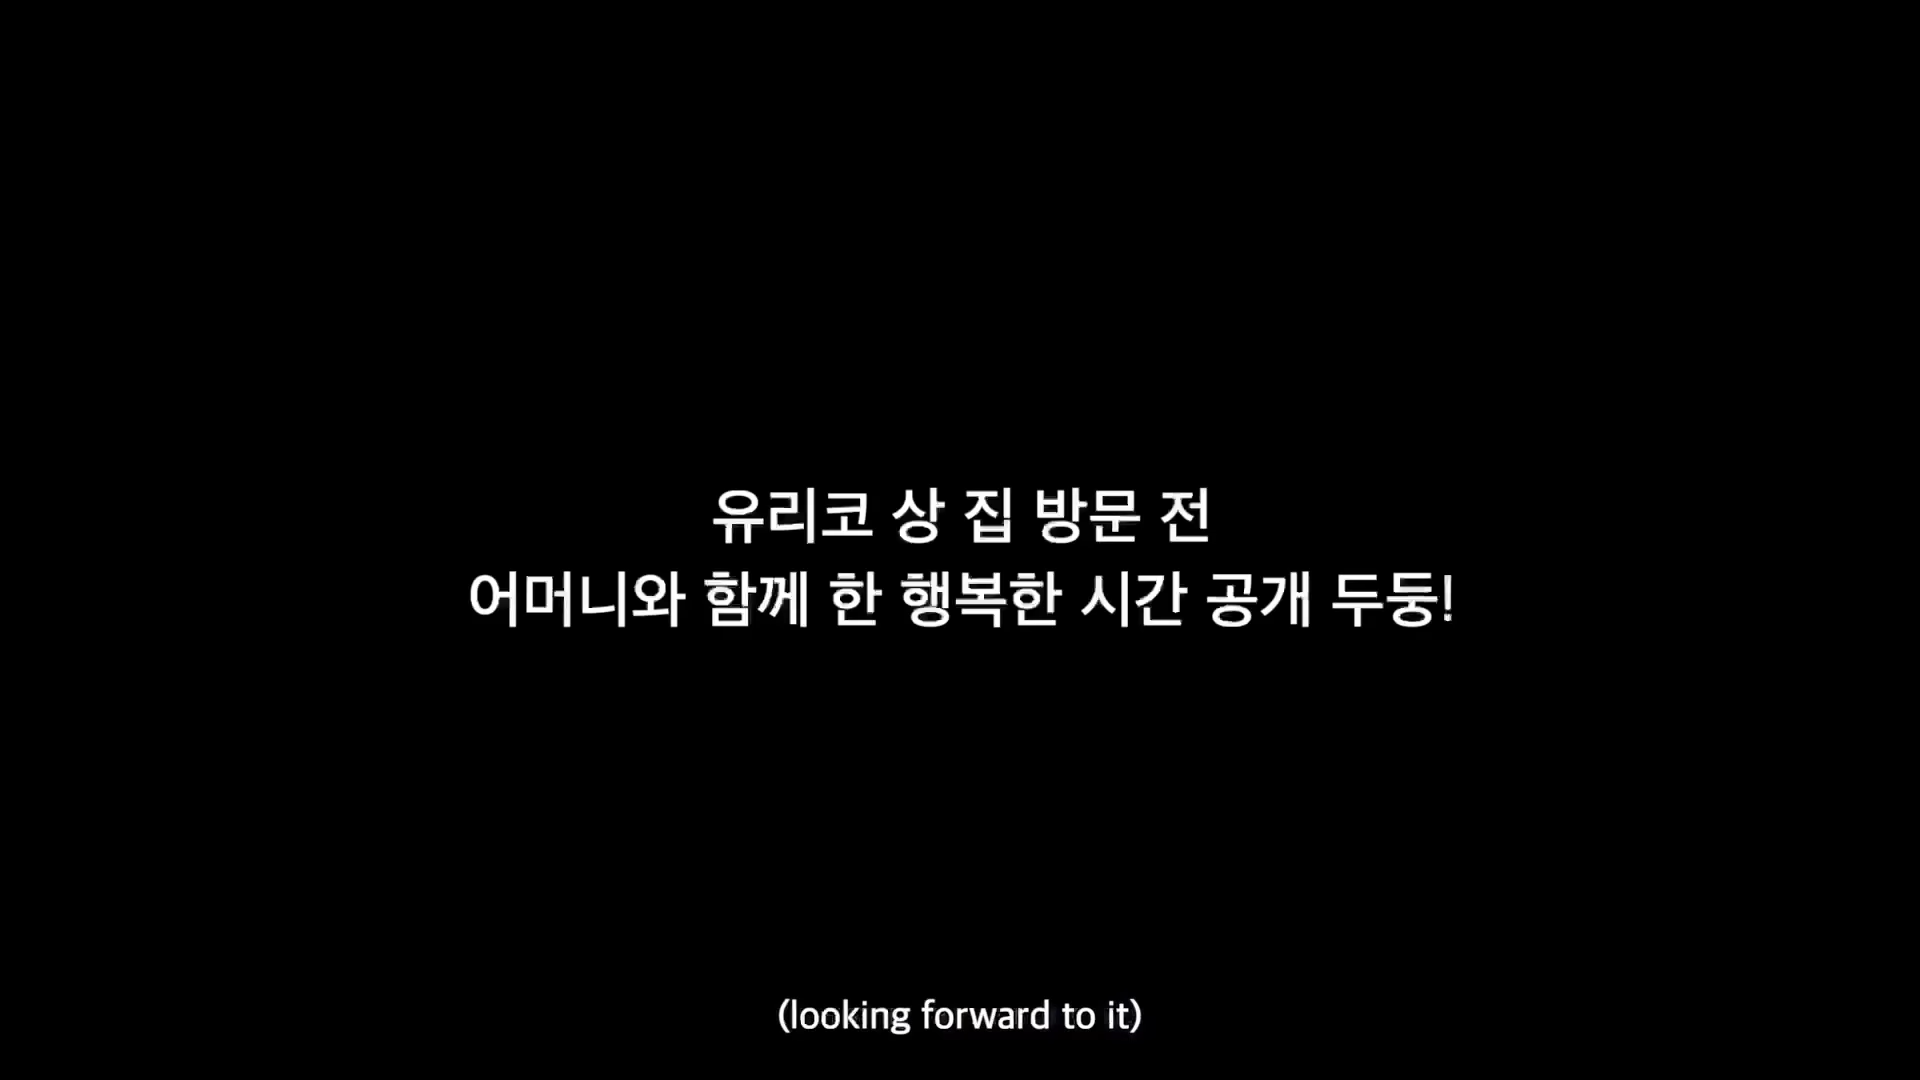 유리코 상 집 방문 전
어머니와 함께 한 행복한 시간 공개 두둥!
(looking forward to it)